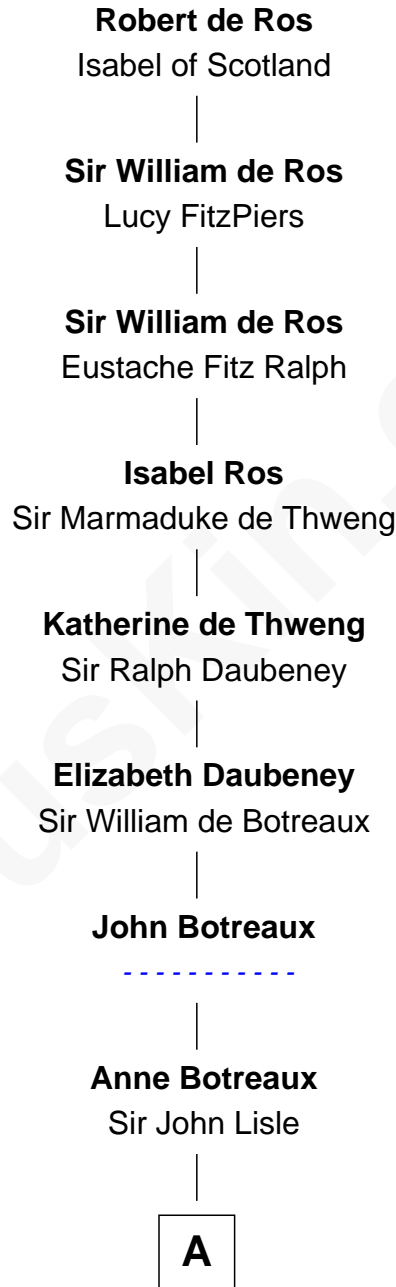 Robert de Ros
Isabel of Scotland
Sir William de Ros
Lucy FitzPiers
Sir William de Ros
Eustache Fitz Ralph
Isabel Ros
Sir Marmaduke de Thweng
Katherine de Thweng
Sir Ralph Daubeney
Elizabeth Daubeney
Sir William de Botreaux
John Botreaux
- - - - - - - - - - -
Anne Botreaux
Sir John Lisle
A